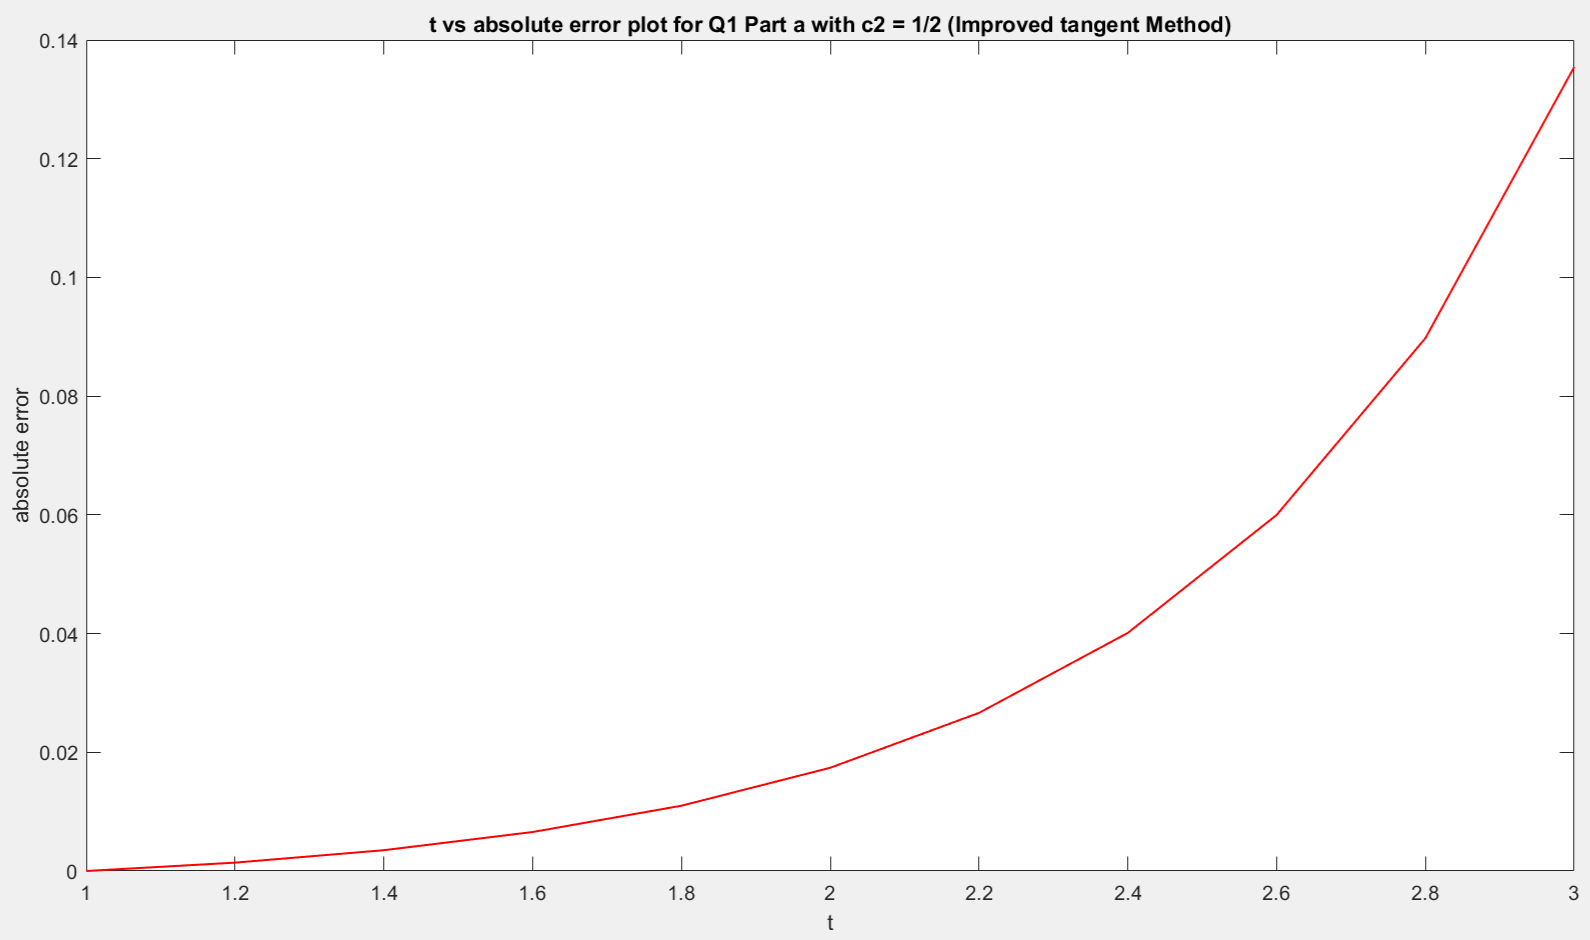 t vs absolute error plot for Q1 Part a with c2 = 1/2 (Improved tangent Method)
0.14
0.12
0.1
0.08
0.06
0.04
0.02
0
absolute error
1 1.2 1.4 1.6 1.8 2 2.2 2.4 2.6 2.8 3
t